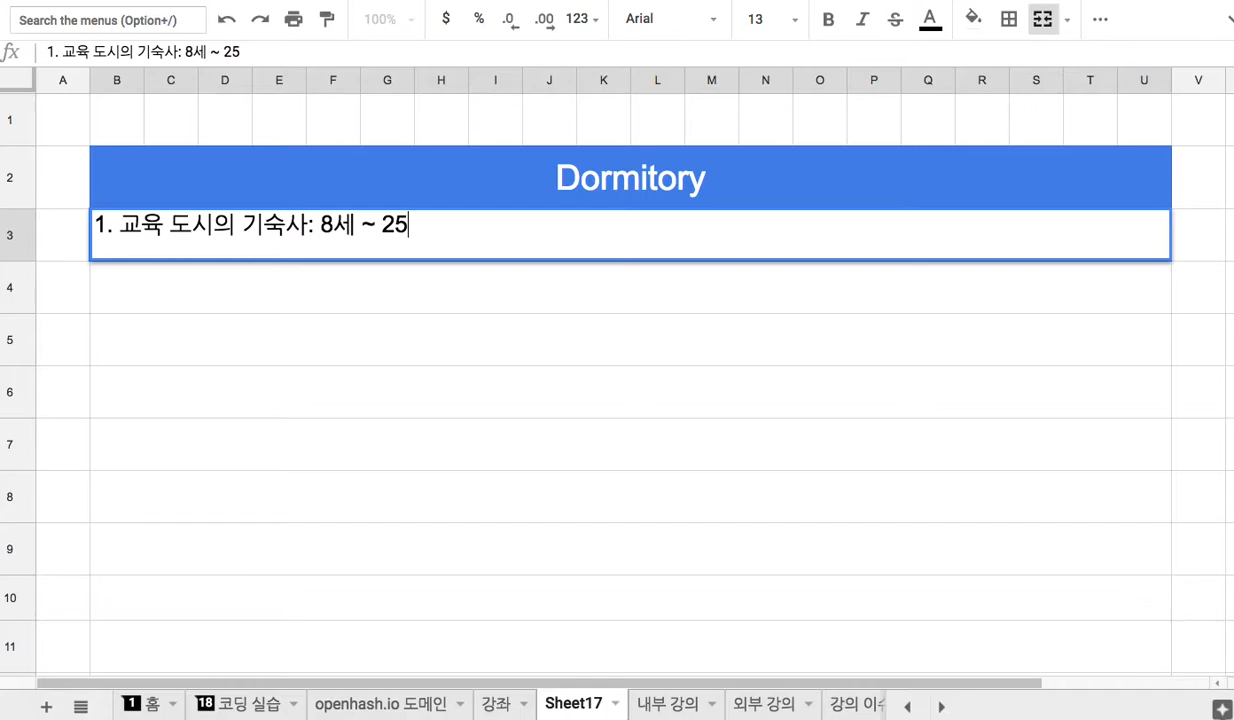 Search the menus (Option+/)
100%
$ % .0 .00 123
Arial
13
B I S A
fx 1. 교육 도시의 기숙사: 8세 ~ 25
A B C D E F G H I J K L M N O P Q R S T U V
1
2 Dormitory
3 1. 교육 도시의 기숙사: 8세 ~ 25
4
5
6
7
8
9
10
11
1 홈 18 코딩 실습 openhash.io 도메인 강좌 Sheet17 내부 강의 외부 강의 강의